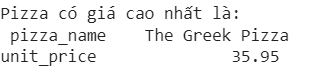 Pizza có giá cao nhất là:
pizza_name The Greek Pizza
unit_price 35.95